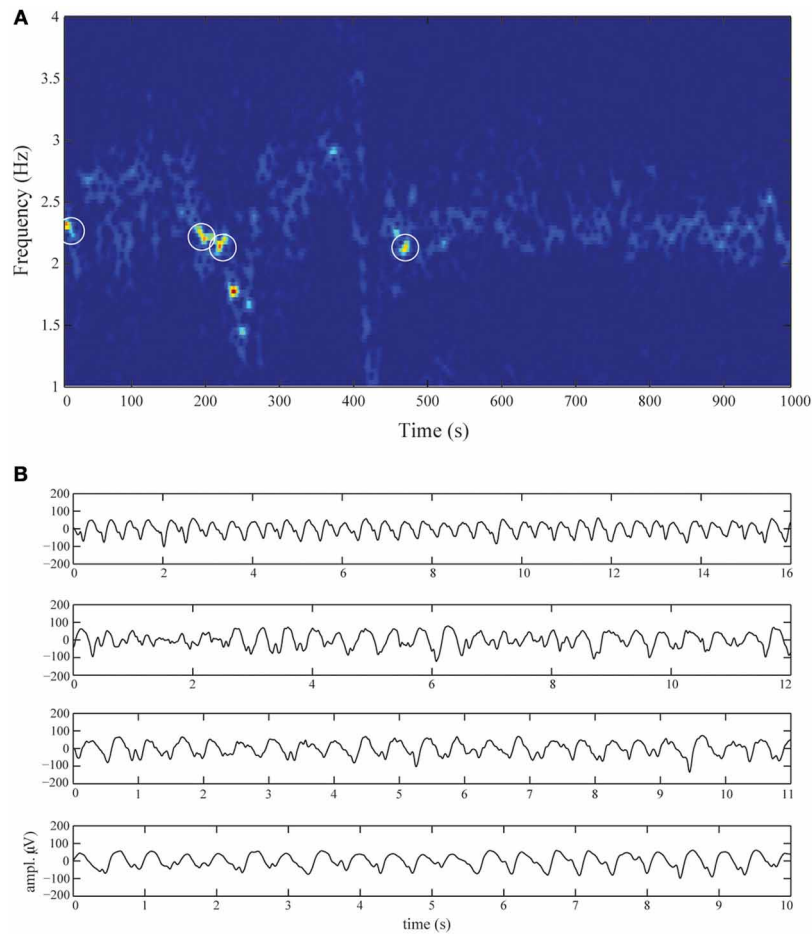 A
4
3.5
3
2.5
2
1.5
1
Frequency (Hz)
0 100 200 300 400 500 600 700 800 900 1000
Time (s)
B
200
100
0
−100
−200
0 2 4 6 8 10 12 14 16
200
100
0
−100
−200
0 2 4 6 8 10 12
200
100
0
−100
−200
0 1 2 3 4 5 6 7 8 9 10 11
200
100
0
−100
−200
ampl. µV)
0 1 2 3 4 5 6 7 8 9 10
time (s)